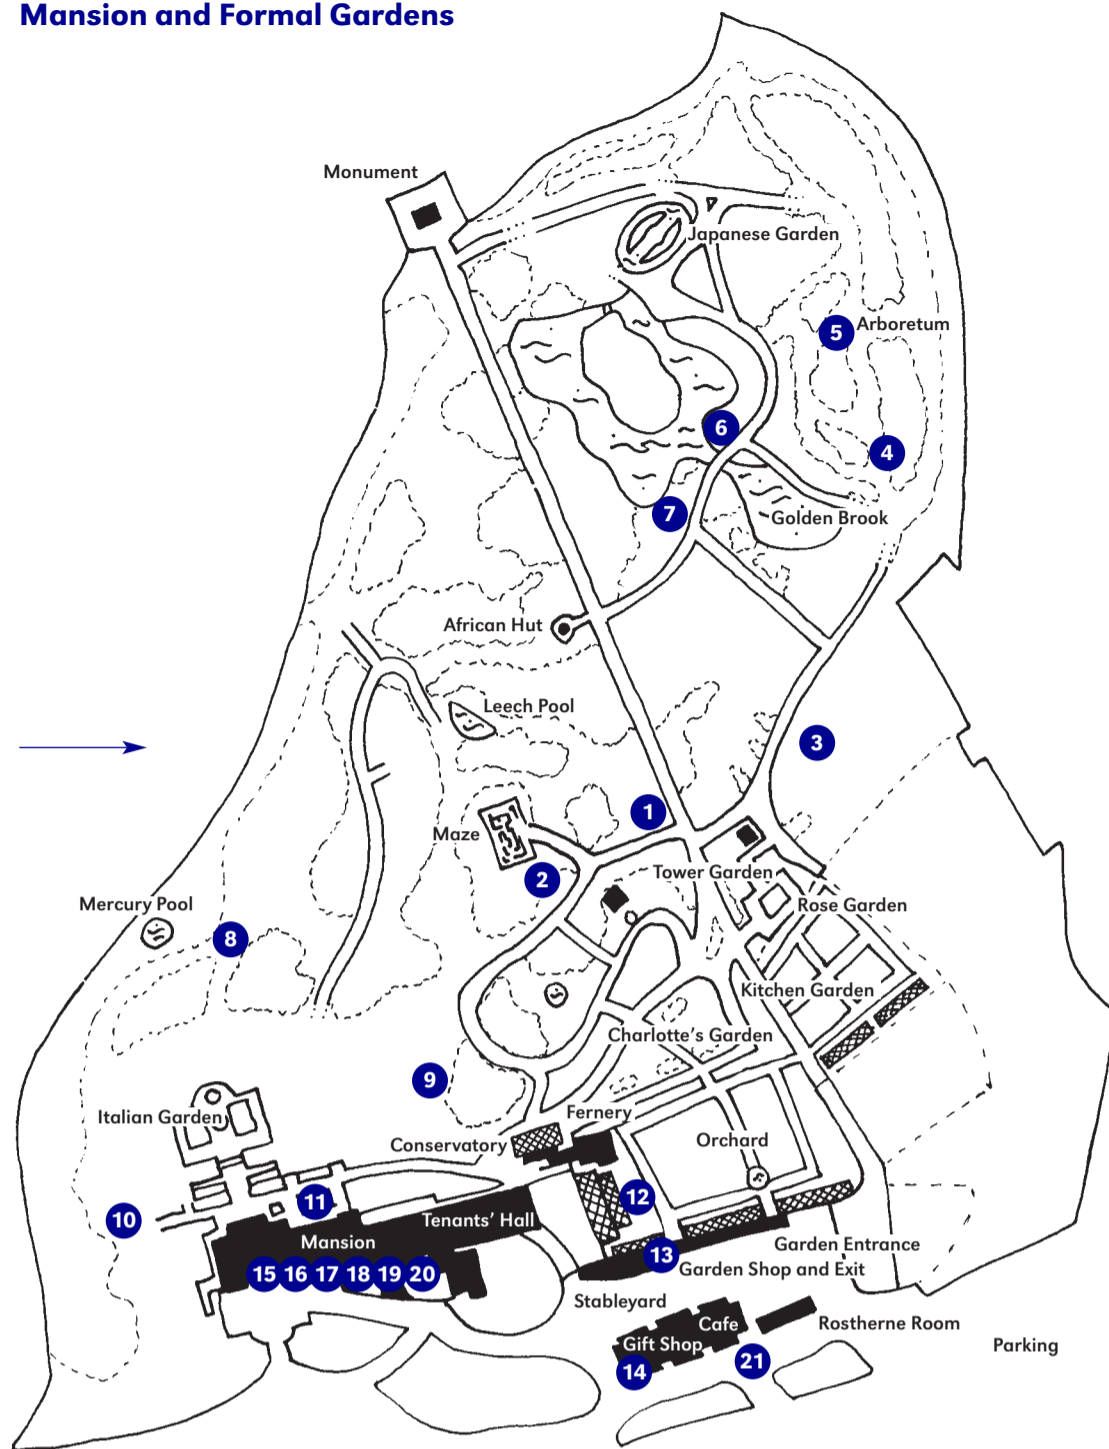 Mansion and Formal Gardens
Monument
Japanese Garden
5
Arboretum
6
4
7
Golden Brook
African Hut
Leech Pool
3
1
Maze
2
Tower Garden
Mercury Pool
Rose Garden
8
Kitchen Garden
Charlotte's Garden
9
Italian Garden
Fernery
Conservatory
Orchard
11
12
10
Tenants' Hall
Mansion
Garden Entrance
13
15 16 17 18 19 20
Garden Shop and Exit
Stableyard
Cafe
Rostherne Room
Gift Shop
Parking
14
21